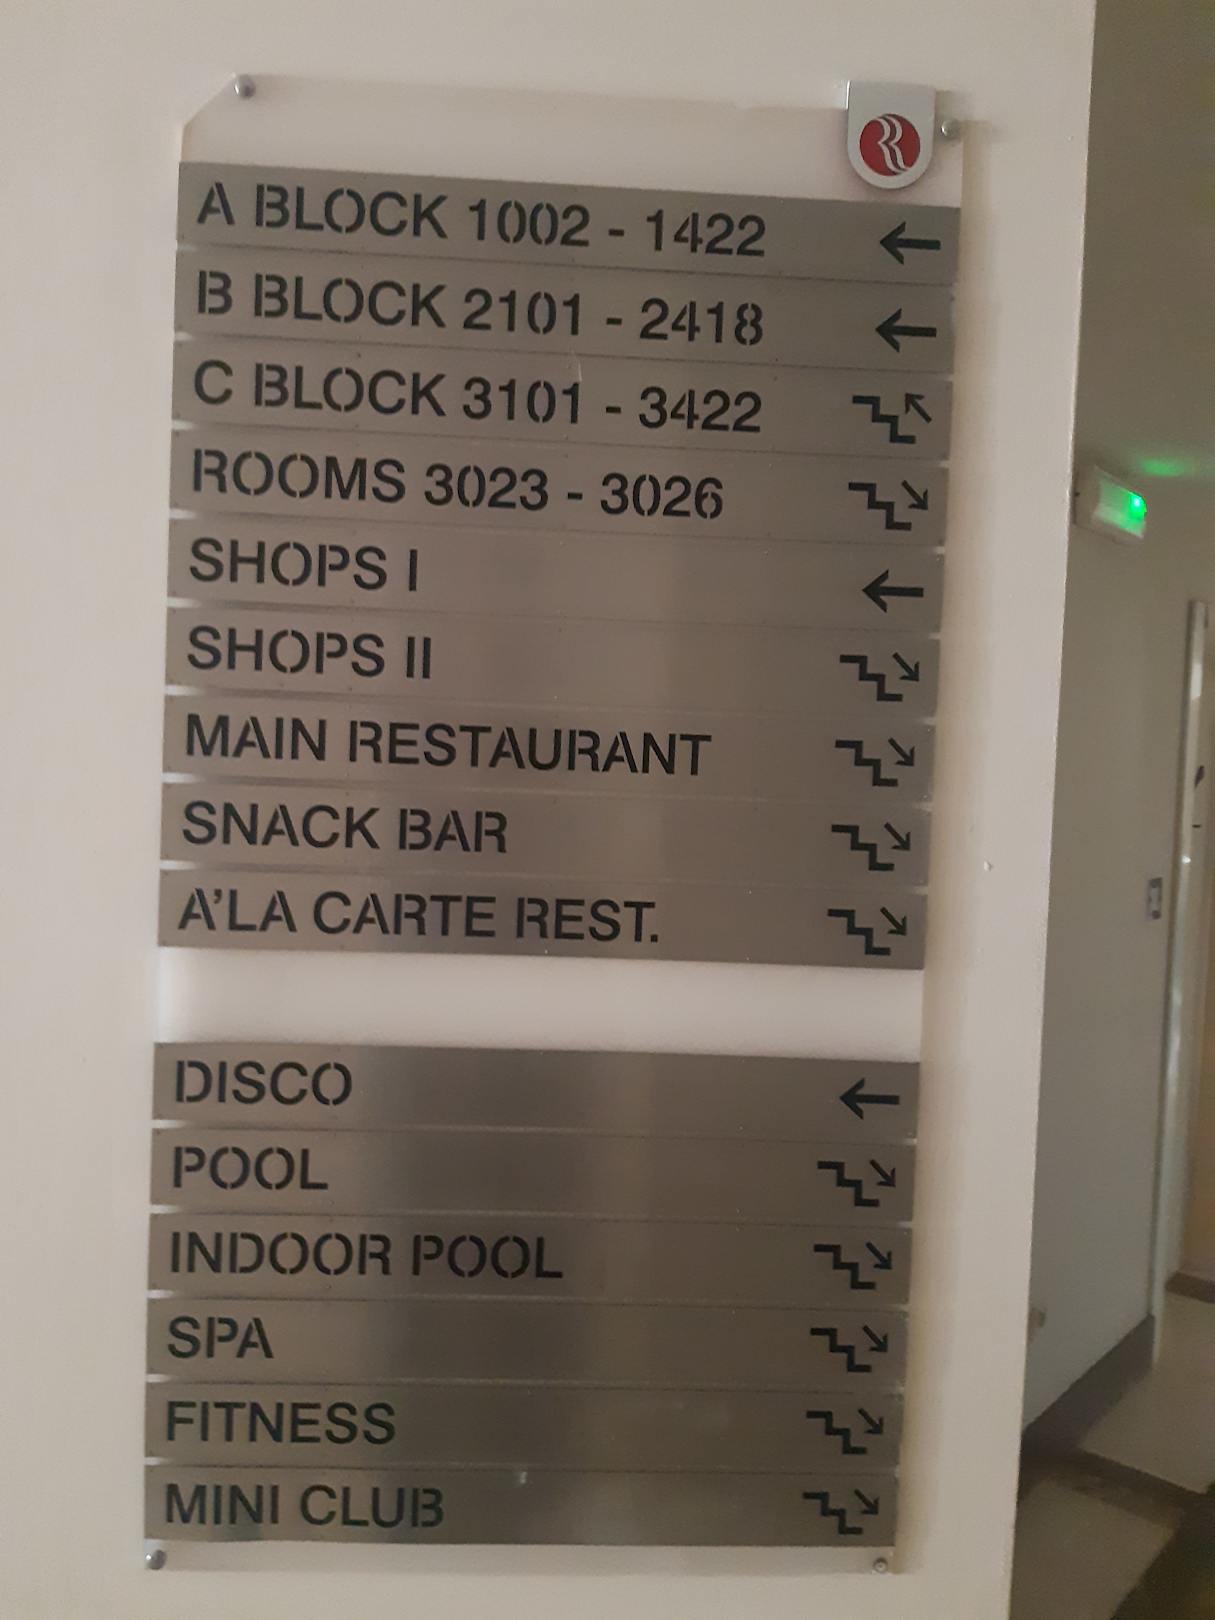 A BLOCK 1002 - 1422
B BLOCK 2101 - 2418
C BLOCK 3101 - 3422
ROOMS 3023 - 3026
SHOPS I
SHOPS II
MAIN RESTAURANT
SNACK BAR
A'LA CARTE REST.
DISCO
POOL
INDOOR POOL
SPA
FITNESS
MINI CLUB